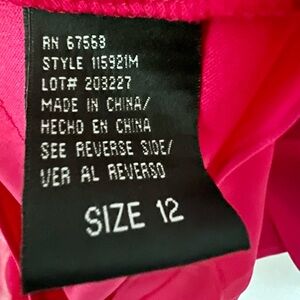 RN 67553
STYLE 115921M
LOT# 203227
MADE IN CHINA/
HECHO EN CHINA
SEE REVERSE SIDE/
VER AL REVERSO
SIZE 12